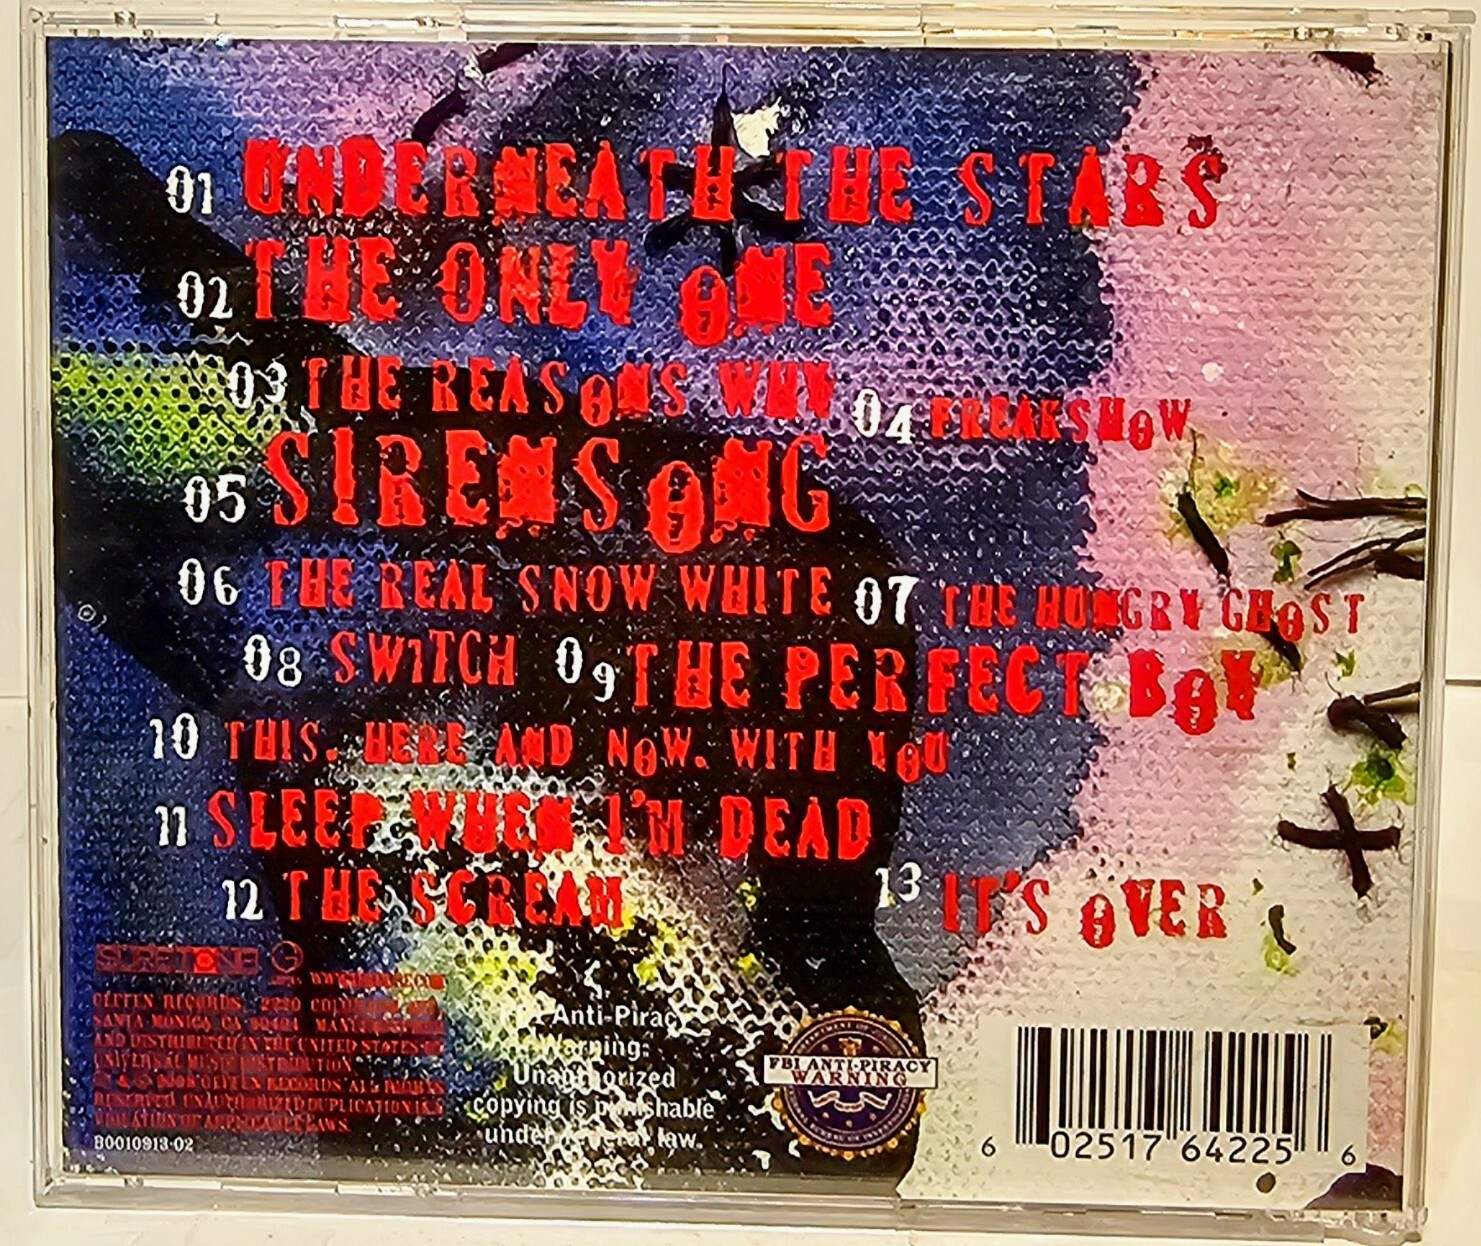 01 UNDERNEATH THE STARS
02 THE ONLY ONE
03 THE REASONS WHY
04 FREAKSHOW
05 SIRENSONG
06 THE REAL SNOW WHITE
07 THE HUNGRY GHOST
08 SWITCH
09 THE PERFECT BOY
10 THIS. HERE AND NOW. WITH YOU
11 SLEEP WHEN I'M DEAD
12 THE SCREAM
13 IT'S OVER
SURETONE G
GEFFEN RECORDS 2220
SANTA MONICA, CA 90404
AND DISTRIBUTED IN THE UNITED STATES
UNIVERSAL MUSIC DISTRIBUTION
& © 2008 GEFFEN RECORDS ALL RIGHTS
RESERVED UNAUTHORIZED DUPLICATION IS A
VIOLATION OF APPLICABLE LAWS.
B0010913-02
FBI Anti-Piracy
Warning:
Unauthorized
copying is punishable
under federal law.
FBI ANTI-PIRACY
WARNING
6 02517 64225 6